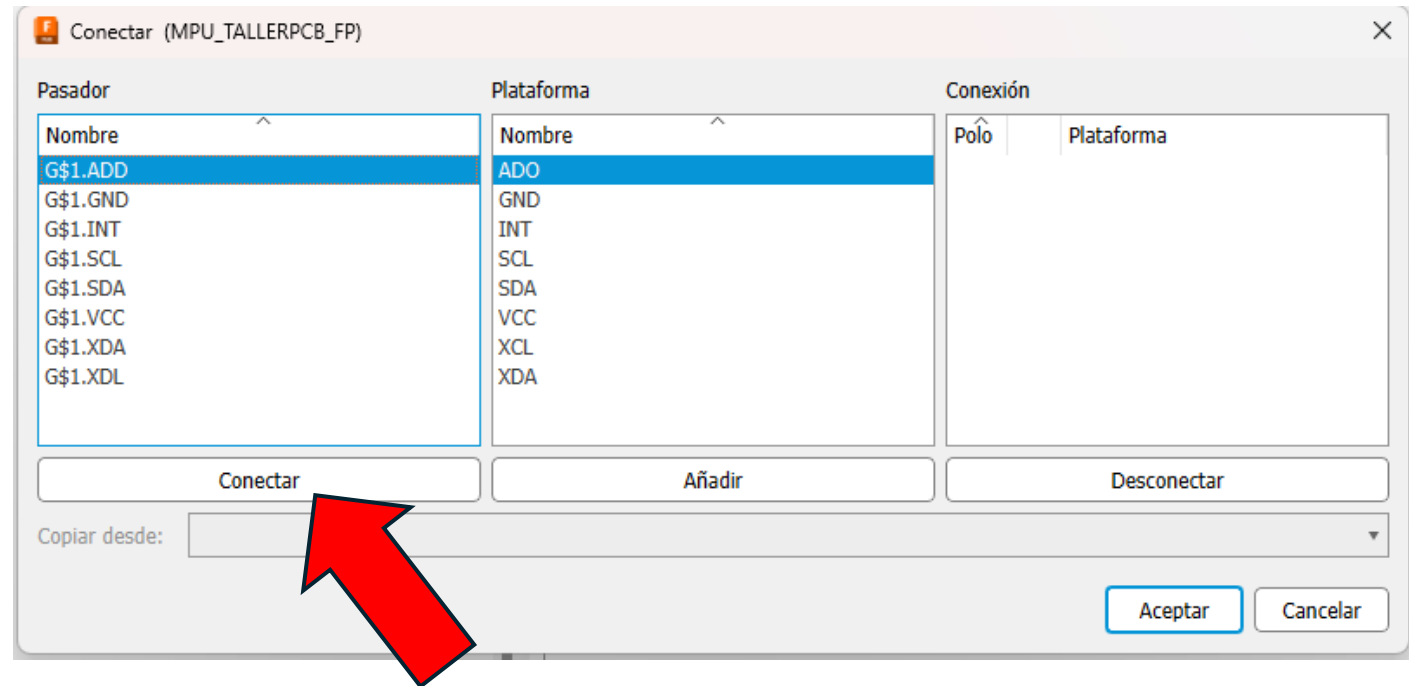 Conectar (MPU_TALLERPCB_FP)
Pasador
Nombre
G$1.ADD
G$1.GND
G$1.INT
G$1.SCL
G$1.SDA
G$1.VCC
G$1.XDA
G$1.XDL
Conectar
Plataforma
Nombre
ADO
GND
INT
SCL
SDA
VCC
XCL
XDA
Añadir
Conexión
Polo Plataforma
Desconectar
Copiar desde:
Aceptar Cancelar